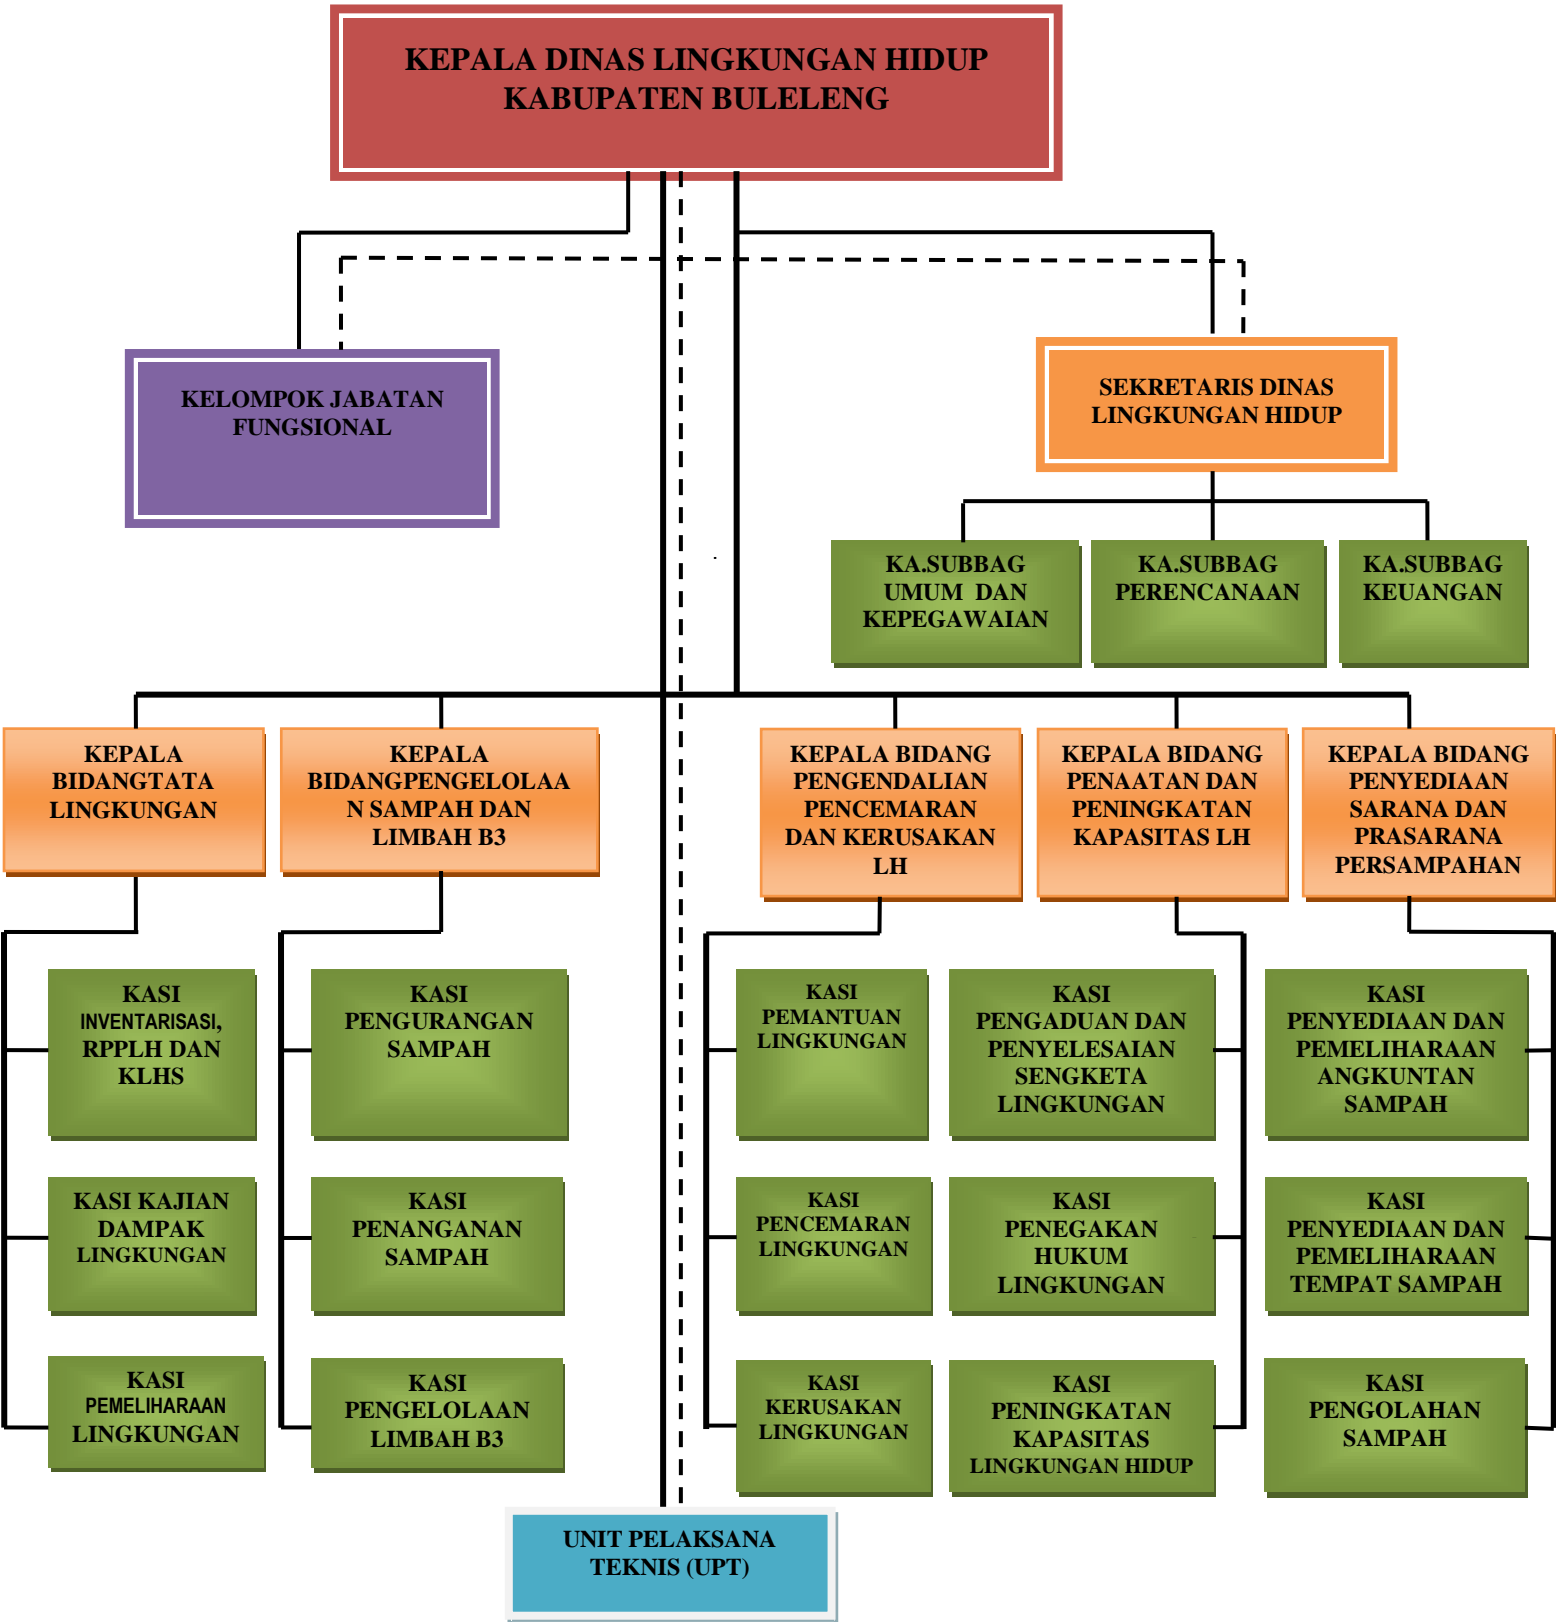 KEPALA DINAS LINGKUNGAN HIDUP
KABUPATEN BULELENG
KELOMPOK JABATAN
FUNGSIONAL
SEKRETARIS DINAS
LINGKUNGAN HIDUP
KA.SUBBAG
UMUM DAN
KEPEGAWAIAN
KA.SUBBAG
PERENCANAAN
KA.SUBBAG
KEUANGAN
KEPALA
BIDANGTATA
LINGKUNGAN
KEPALA
BIDANGPENGELOLAA
N SAMPAH DAN
LIMBAH B3
KEPALA BIDANG
PENGENDALIAN
PENCEMARAN
DAN KERUSAKAN
LH
KEPALA BIDANG
PENAATAN DAN
PENINGKATAN
KAPASITAS LH
KEPALA BIDANG
PENYEDIAAN
SARANA DAN
PRASARANA
PERSAMPAHAN
KASI
INVENTARISASI,
RPPLH DAN
KLHS
KASI
PENGURANGAN
SAMPAH
KASI
PEMANTUAN
LINGKUNGAN
KASI
PENGADUAN DAN
PENYELESAIAN
SENGKETA
LINGKUNGAN
KASI
PENYEDIAAN DAN
PEMELIHARAAN
ANGKUNTAN
SAMPAH
KASI KAJIAN
DAMPAK
LINGKUNGAN
KASI
PENANGANAN
SAMPAH
KASI
PENCEMARAN
LINGKUNGAN
KASI
PENEGAKAN
HUKUM
LINGKUNGAN
KASI
PENYEDIAAN DAN
PEMELIHARAAN
TEMPAT SAMPAH
KASI
PEMELIHARAAN
LINGKUNGAN
KASI
PENGELOLAAN
LIMBAH B3
KASI
KERUSAKAN
LINGKUNGAN
KASI
PENINGKATAN
KAPASITAS
LINGKUNGAN HIDUP
KASI
PENGOLAHAN
SAMPAH
UNIT PELAKSANA
TEKNIS (UPT)